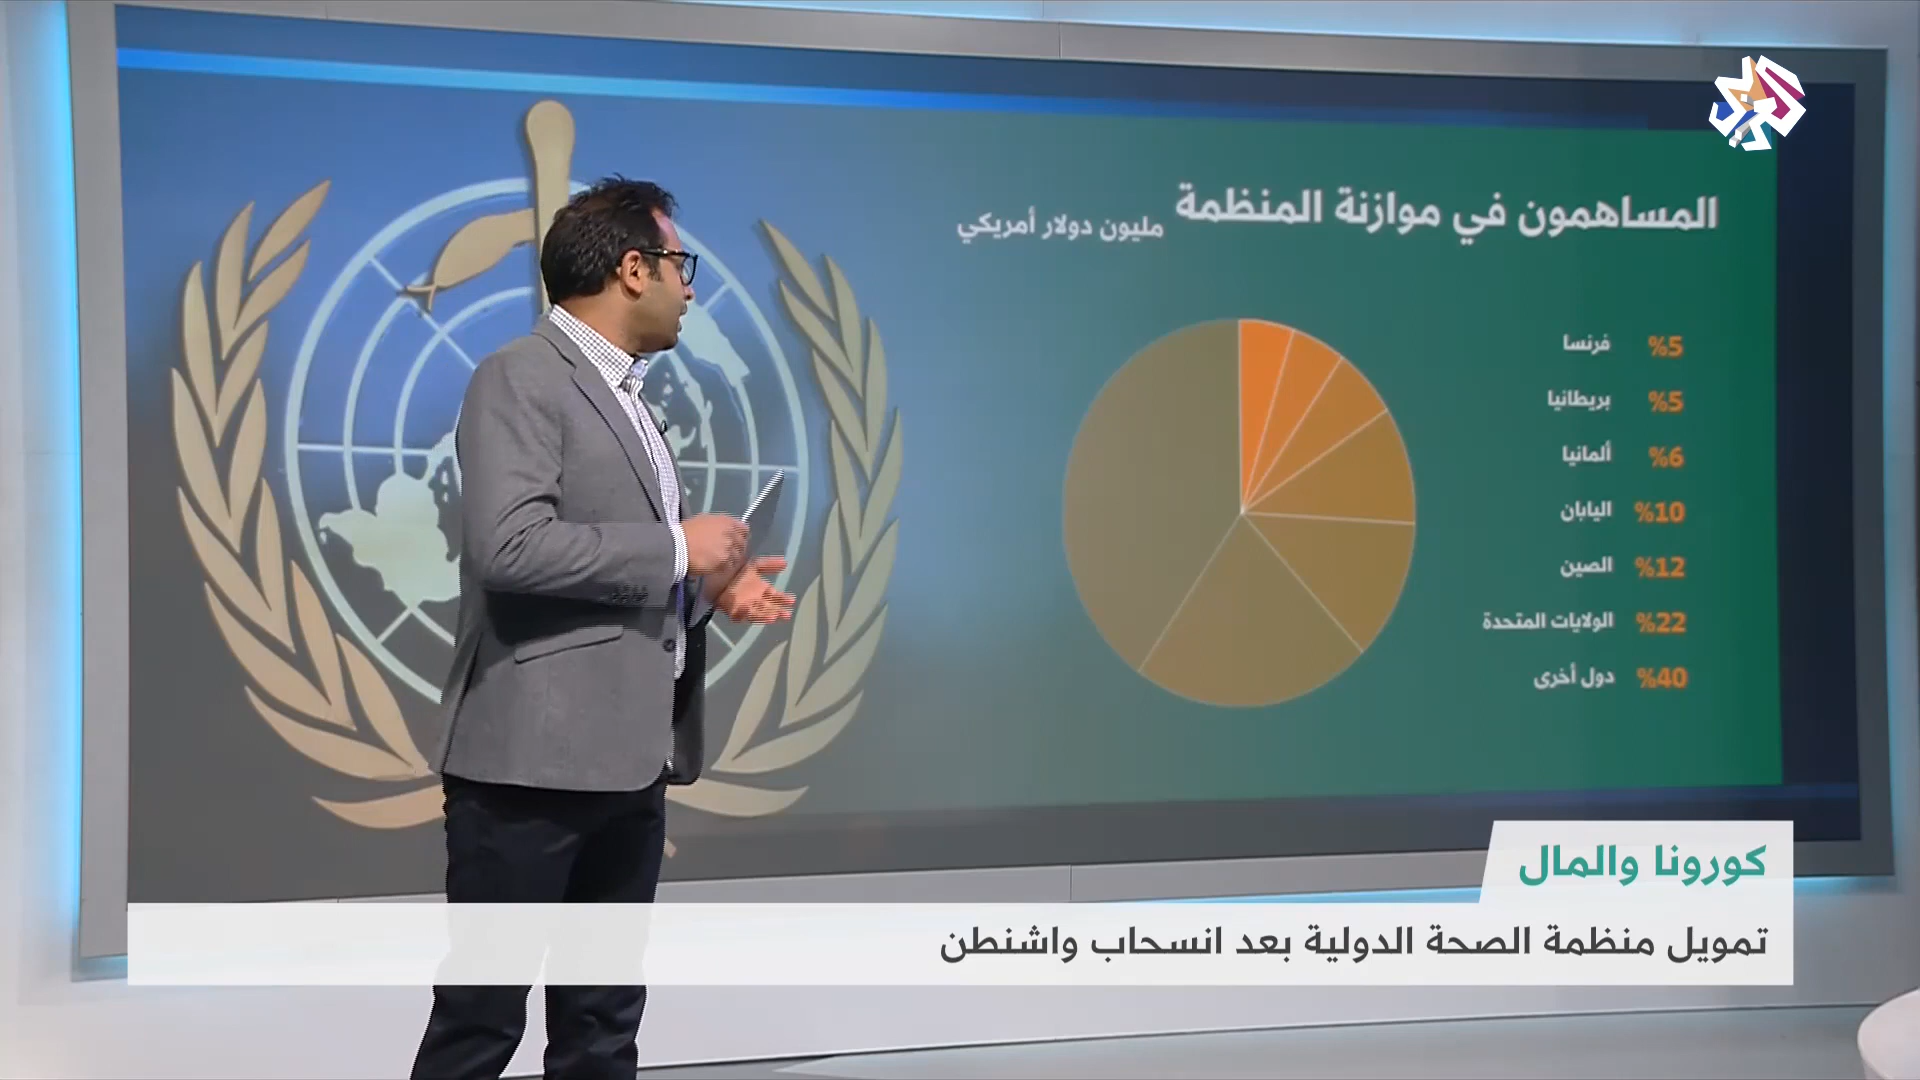 المساهمون في موازنة المنظمة مليون دولار أمريكي
%5 فرنسا
%5 بريطانيا
%6 ألمانيا
%10 اليابان
%12 الصين
%22 الولايات المتحدة
%40 دول أخرى
كورونا والمال
تمويل منظمة الصحة الدولية بعد انسحاب واشنطن